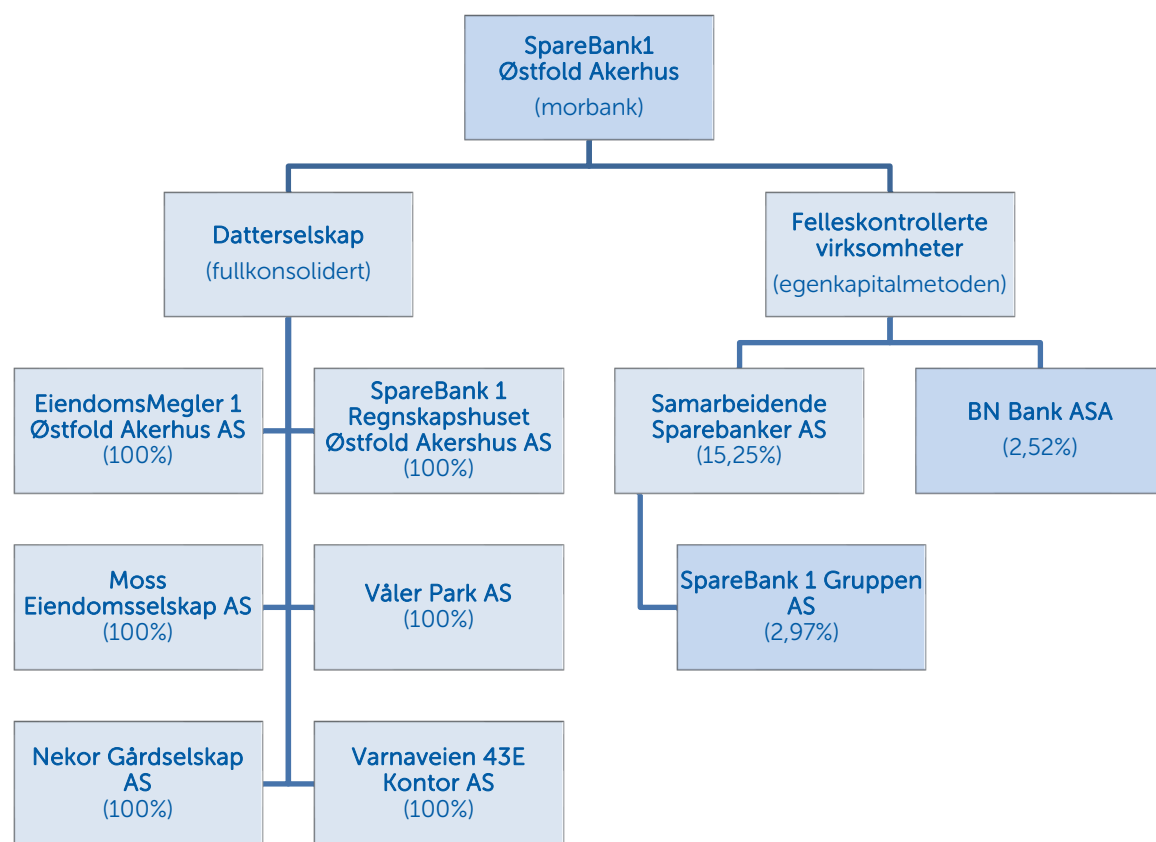 SpareBank1
Østfold Akerhus
(morbank)
Datterselskap
(fullkonsolidert)
Felleskontrollerte
virksomheter
(egenkapitalmetoden)
EiendomsMegler 1
Østfold Akerhus AS
(100%)
SpareBank 1
Regnskapshuset
Østfold Akershus AS
(100%)
Samarbeidende
Sparebanker AS
(15,25%)
BN Bank ASA
(2,52%)
Moss
Eiendomsselskap AS
(100%)
Våler Park AS
(100%)
SpareBank 1 Gruppen
AS
(2,97%)
Nekor Gårdselskap
AS
(100%)
Varnaveien 43E
Kontor AS
(100%)